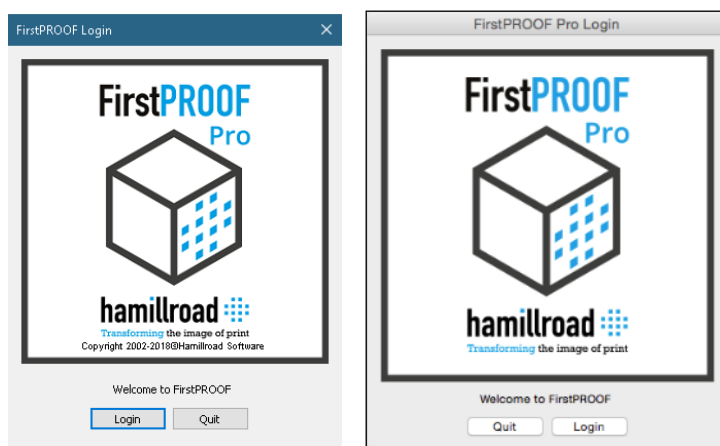 FirstPROOF Login
FirstPROOF
Pro
hamillroad
Transforming the image of print
Copyright 2002-2018@Hamillroad Software
Welcome to FirstPROOF
Login
Quit
FirstPROOF Pro Login
FirstPROOF
Pro
hamillroad
Transforming the image of print
Welcome to FirstPROOF
Quit
Login